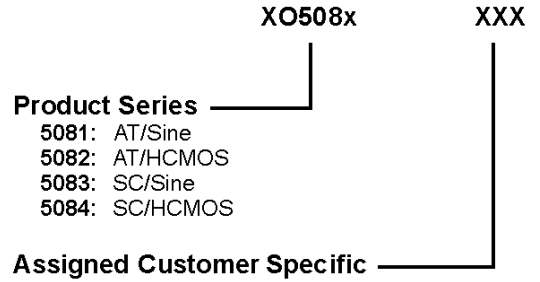 XO508x XXX
Product Series
5081: AT/Sine
5082: AT/HCMOS
5083: SC/Sine
5084: SC/HCMOS
Assigned Customer Specific